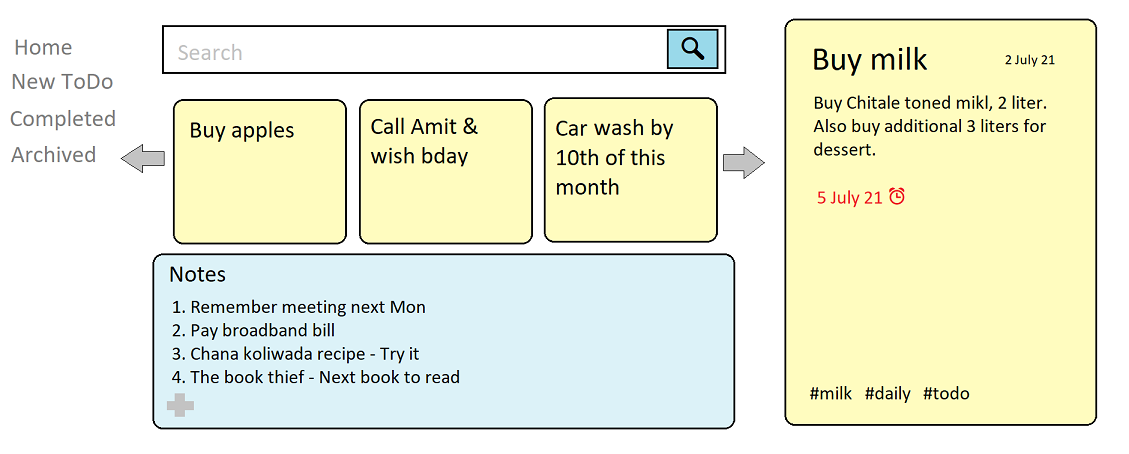 Home
New ToDo
Completed
Archived
Search
Buy apples
Call Amit &
wish bday
Car wash by
10th of this
month
Notes
1. Remember meeting next Mon
2. Pay broadband bill
3. Chana koliwada recipe - Try it
4. The book thief - Next book to read
Buy milk
2 July 21
Buy Chitale toned mikl, 2 liter.
Also buy additional 3 liters for
dessert.
5 July 21
#milk #daily #todo